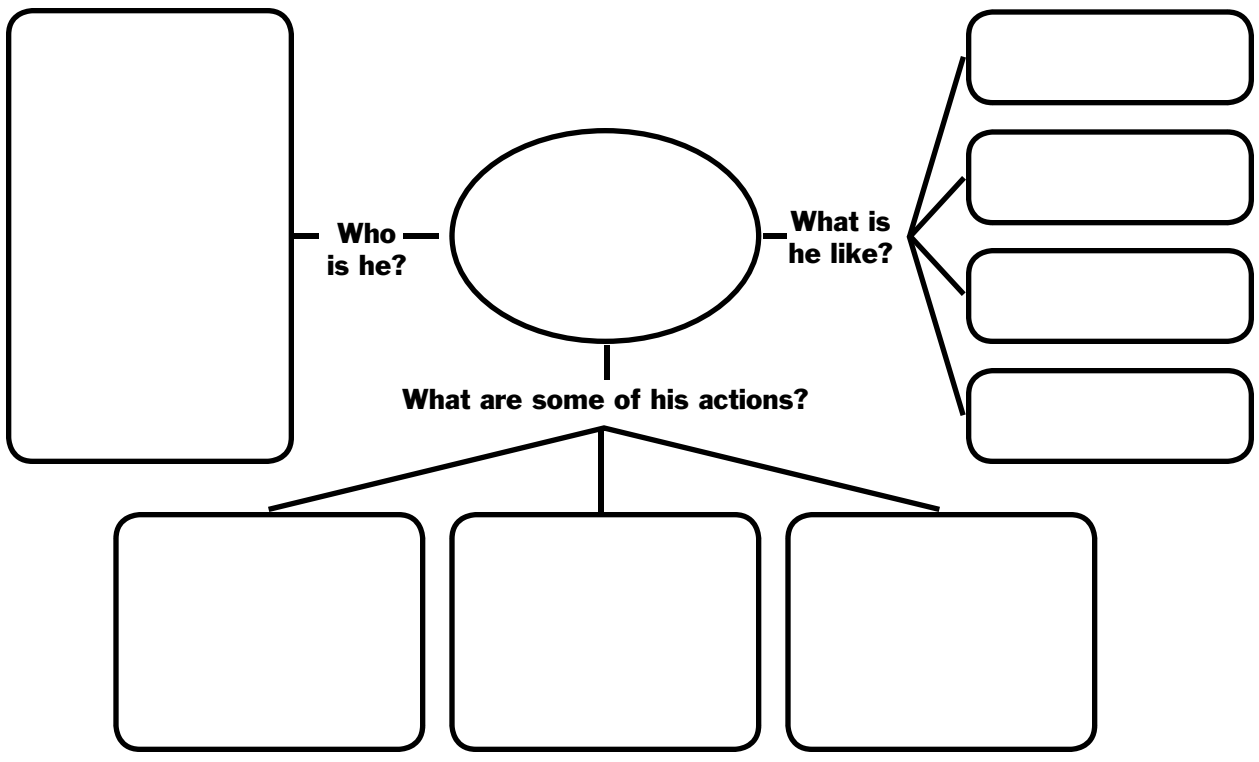 Who
is he?
What is
he like?
What are some of his actions?